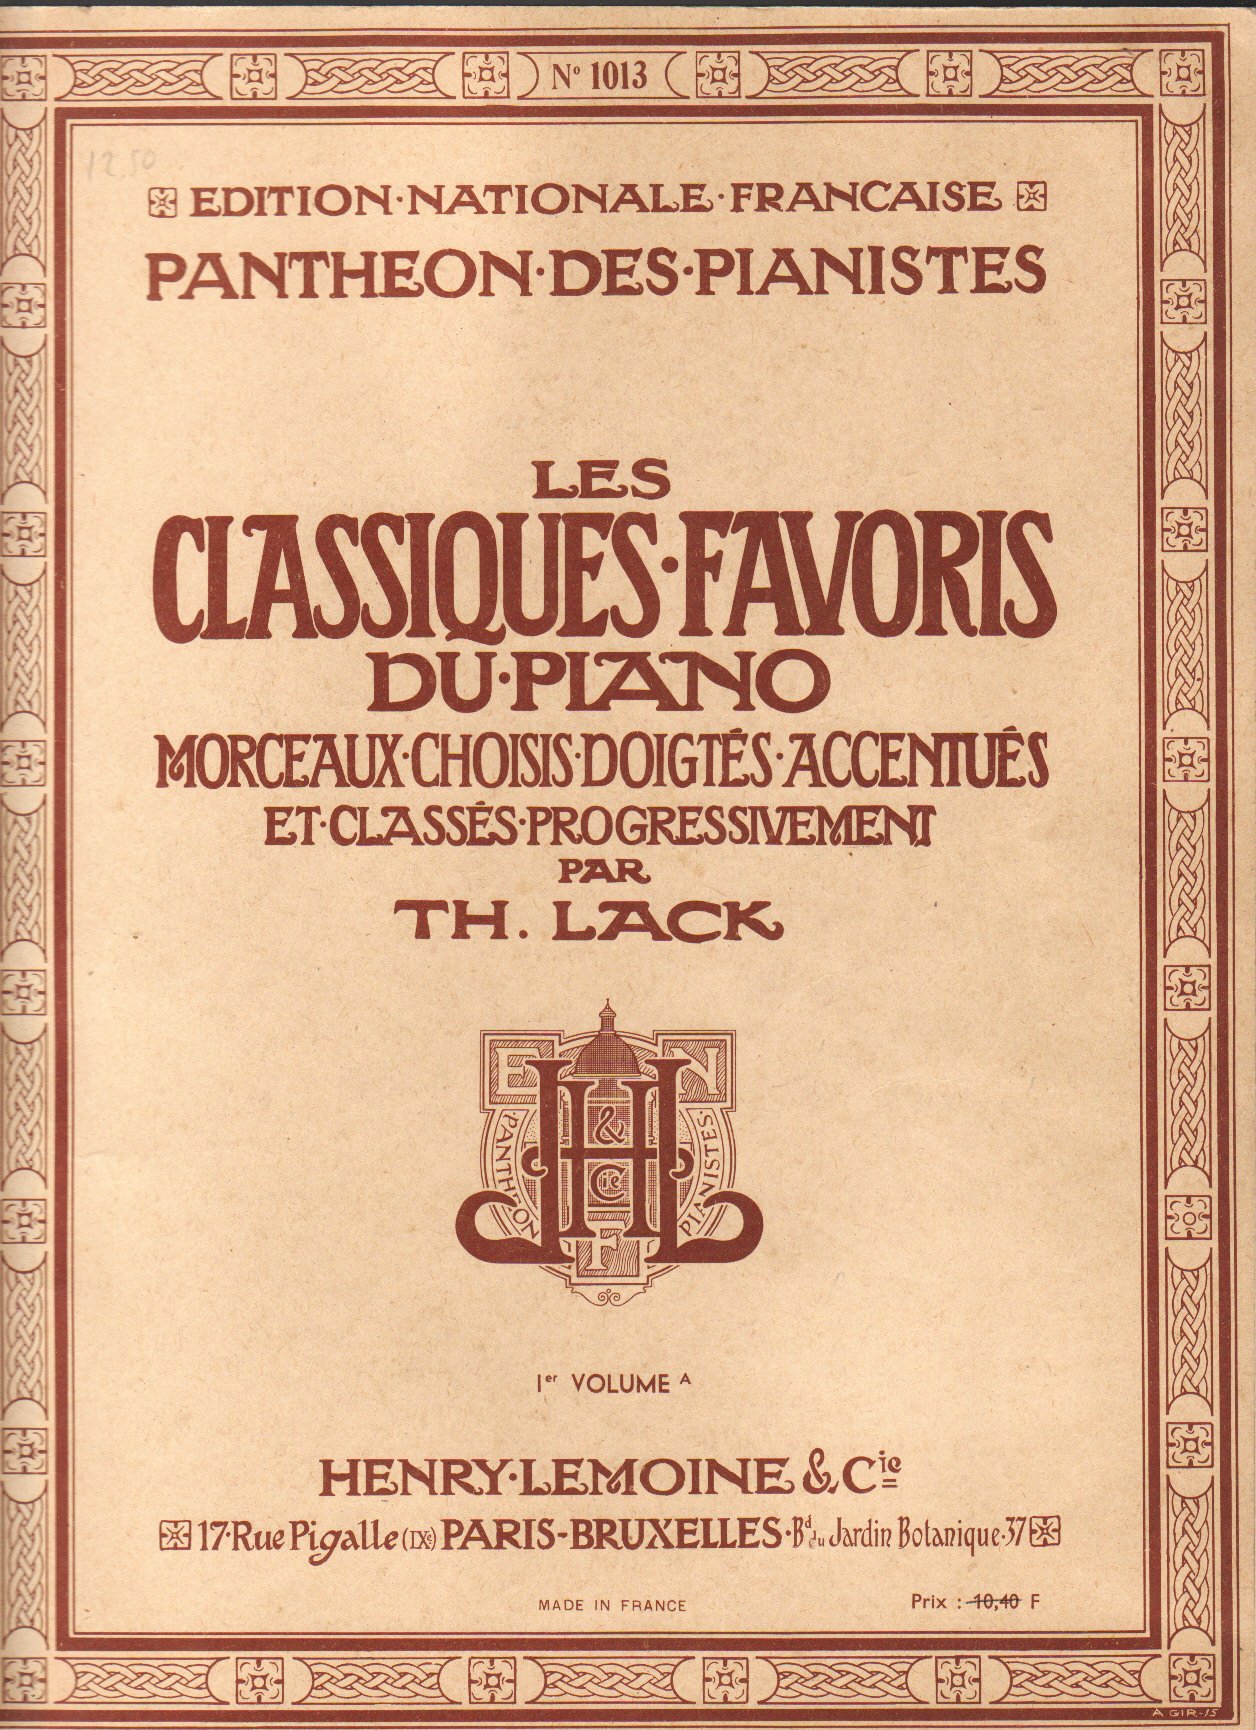 Nº 1013
12.50
EDITION·NATIONALE·FRANCAISE
PANTHEON·DES·PIANISTES
LES
CLASSIQUES·FAVORIS
DU·PIANO
MORCEAUX·CHOISIS·DOIGTÉS·ACCENTUÉS
ET·CLASSÉS·PROGRESSIVEMENT
PAR
TH. LACK
E N
H L
&
Cie
F
PANTHEON PIANISTES
1er VOLUME A
HENRY·LEMOINE & Cie
17·Rue Pigalle (IXe) PARIS-BRUXELLES·Bd du Jardin Botanique·37
MADE IN FRANCE
Prix : 10,40 F
A GIR-15